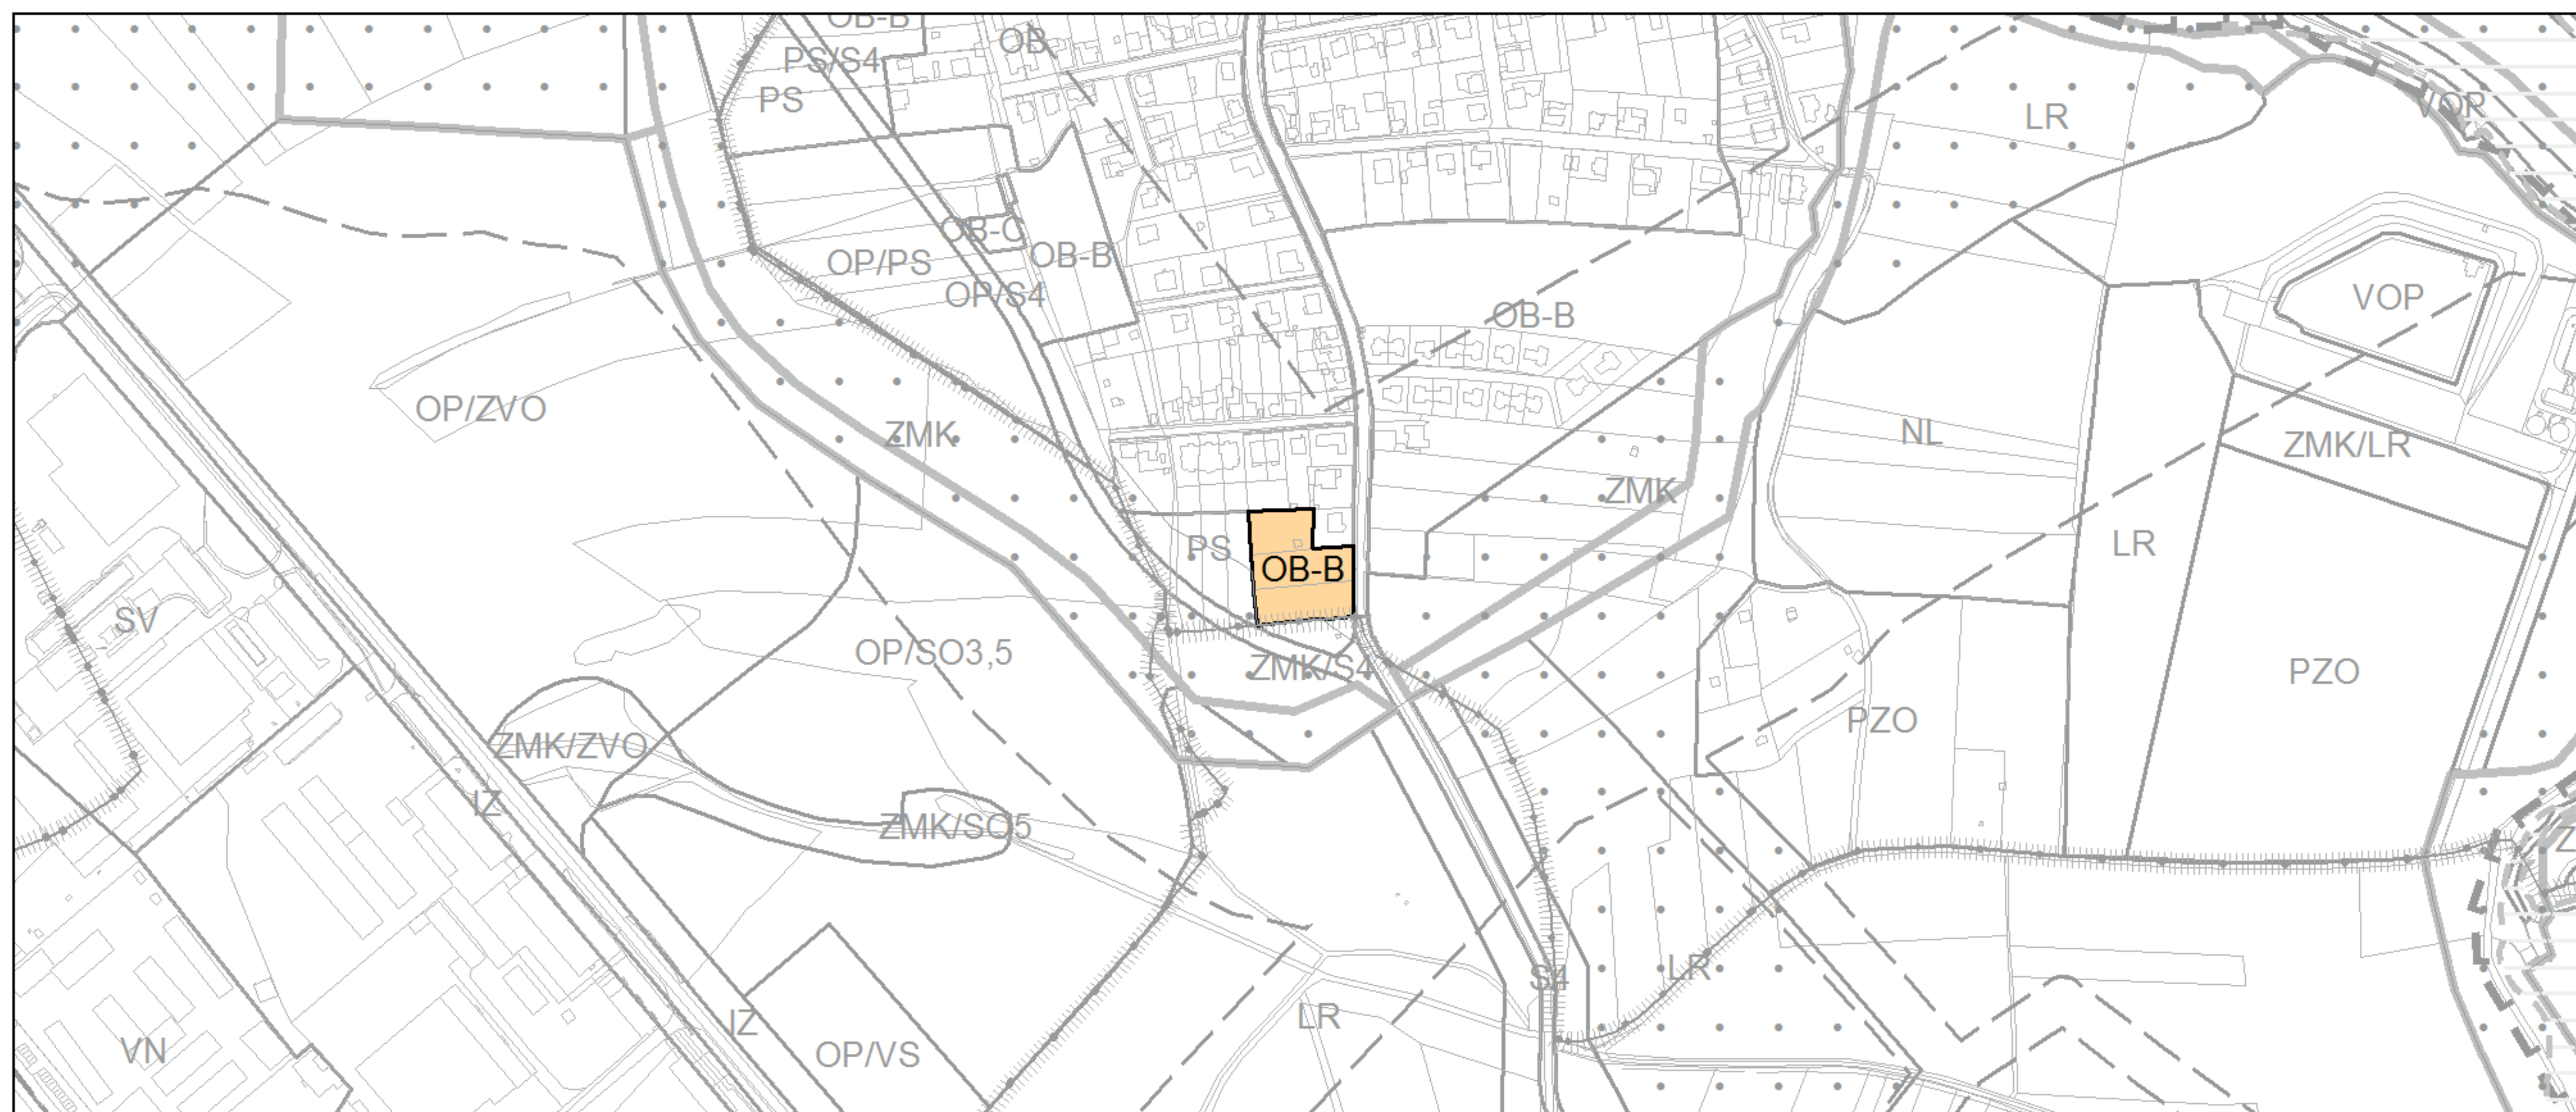 OB-B
OB
PS/S4
PS
VOP
LR
OB-C
OB-B
OP/PS
OP/S4
VOP
OB-B
OP/ZVO
ZMK
NL
ZMK/LR
ZMK
PS
OB-B
LR
SV
OP/SO3,5
ZMK/S4
PZO
PZO
ZMK/ZVO
IZ
ZMK/SO5
S4
LR
LR
IZ
VN
OP/VS